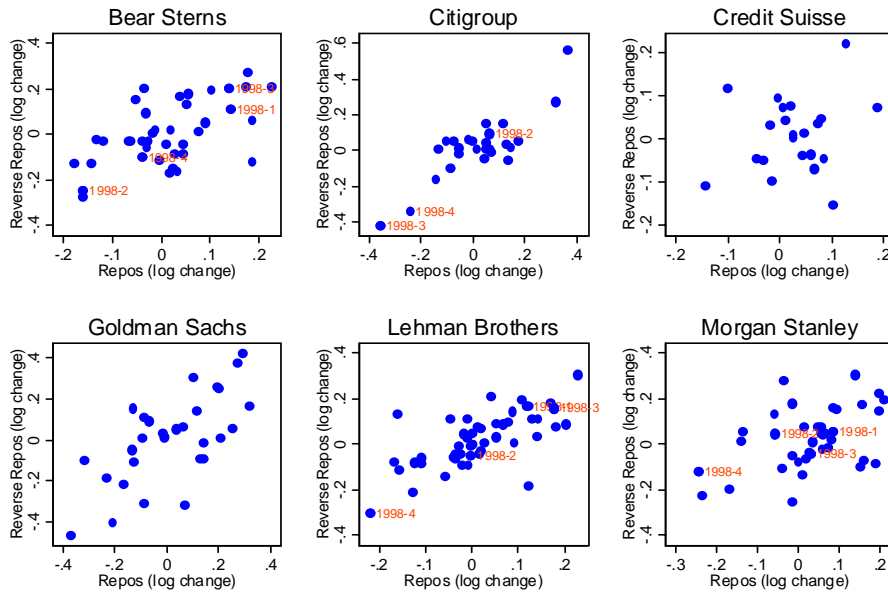 Bear Sterns
Reverse Repos (log change)
-.4 -.2 0 .2 .4
1998-3
1998-1
1998-4
1998-2
-.2 -.1 0 .1 .2
Repos (log change)
Citigroup
Reverse Repos (log change)
-.4 -.2 0 .2 .4 .6
1998-2
1998-4
1998-3
-.4 -.2 0 .2 .4
Repos (log change)
Credit Suisse
Reverse Repos (log change)
-.2 -.1 0 .1 .2
-.2 -.1 0 .1 .2
Repos (log change)
Goldman Sachs
Reverse Repos (log change)
-.4 -.2 0 .2 .4
-.4 -.2 0 .2 .4
Repos (log change)
Lehman Brothers
Reverse Repos (log change)
-.4 -.2 0 .2 .4
1998-1
1998-3
1998-2
1998-4
-.2 -.1 0 .1 .2
Repos (log change)
Morgan Stanley
Reverse Repos (log change)
-.4 -.2 0 .2 .4
1998-2
1998-1
1998-3
1998-4
-.3 -.2 -.1 0 .1 .2
Repos (log change)